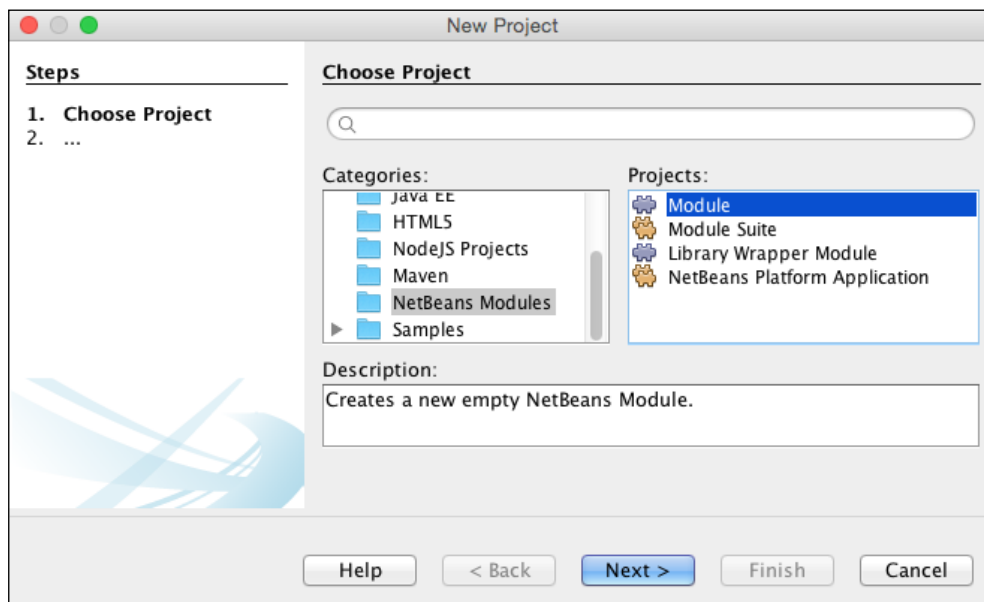 New Project
Steps
1. Choose Project
2. ...
Choose Project
Categories:
Java EE
HTML5
NodeJS Projects
Maven
NetBeans Modules
Samples
Projects:
Module
Module Suite
Library Wrapper Module
NetBeans Platform Application
Description:
Creates a new empty NetBeans Module.
Help
< Back
Next >
Finish
Cancel